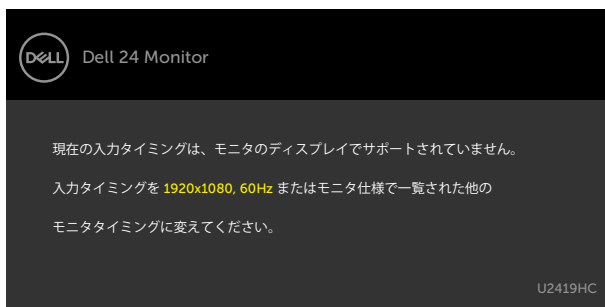 DELL
Dell 24 Monitor
現在の入力タイミングは、モニタのディスプレイでサポートされていません。
入力タイミングを 1920x1080, 60Hz またはモニタ仕様で一覧された他の
モニタタイミングに変えてください。
U2419HC